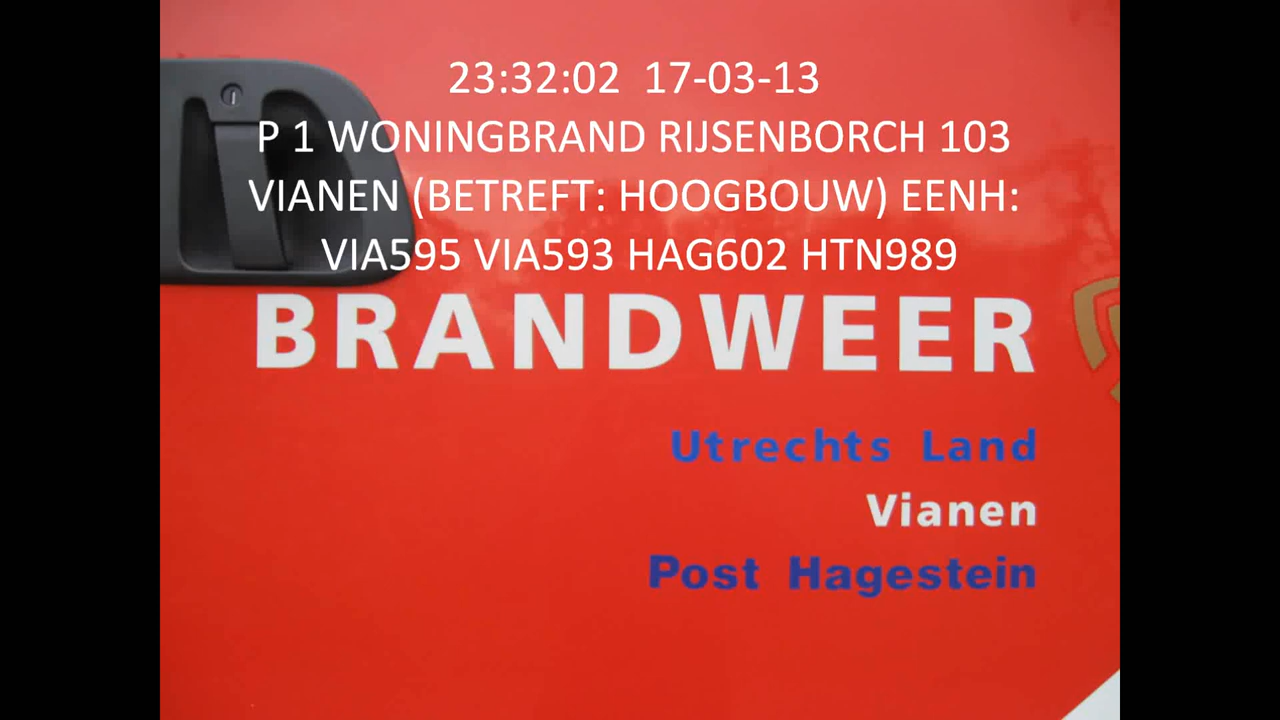 23:32:02 17-03-13
P 1 WONINGBRAND RIJSENBORCH 103
VIANEN (BETREFT: HOOGBOUW) EENH:
VIA595 VIA593 HAG602 HTN989
BRANDWEER
Utrechts Land
Vianen
Post Hagestein